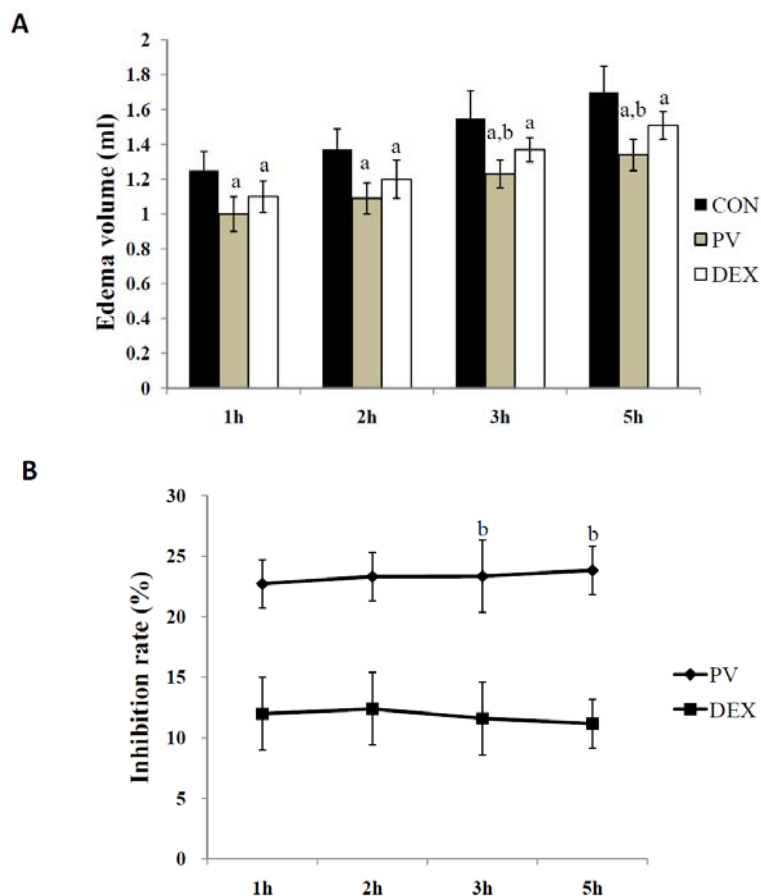 A
Edema volume (ml)
2
1.8
1.6
1.4
1.2
1
0.8
0.6
0.4
0.2
0
a
a
a
a
a,b
a
a,b
a
1h
2h
3h
5h
CON
PV
DEX
B
Inhibition rate (%)
30
25
20
15
10
5
0
b
b
1h
2h
3h
5h
PV
DEX